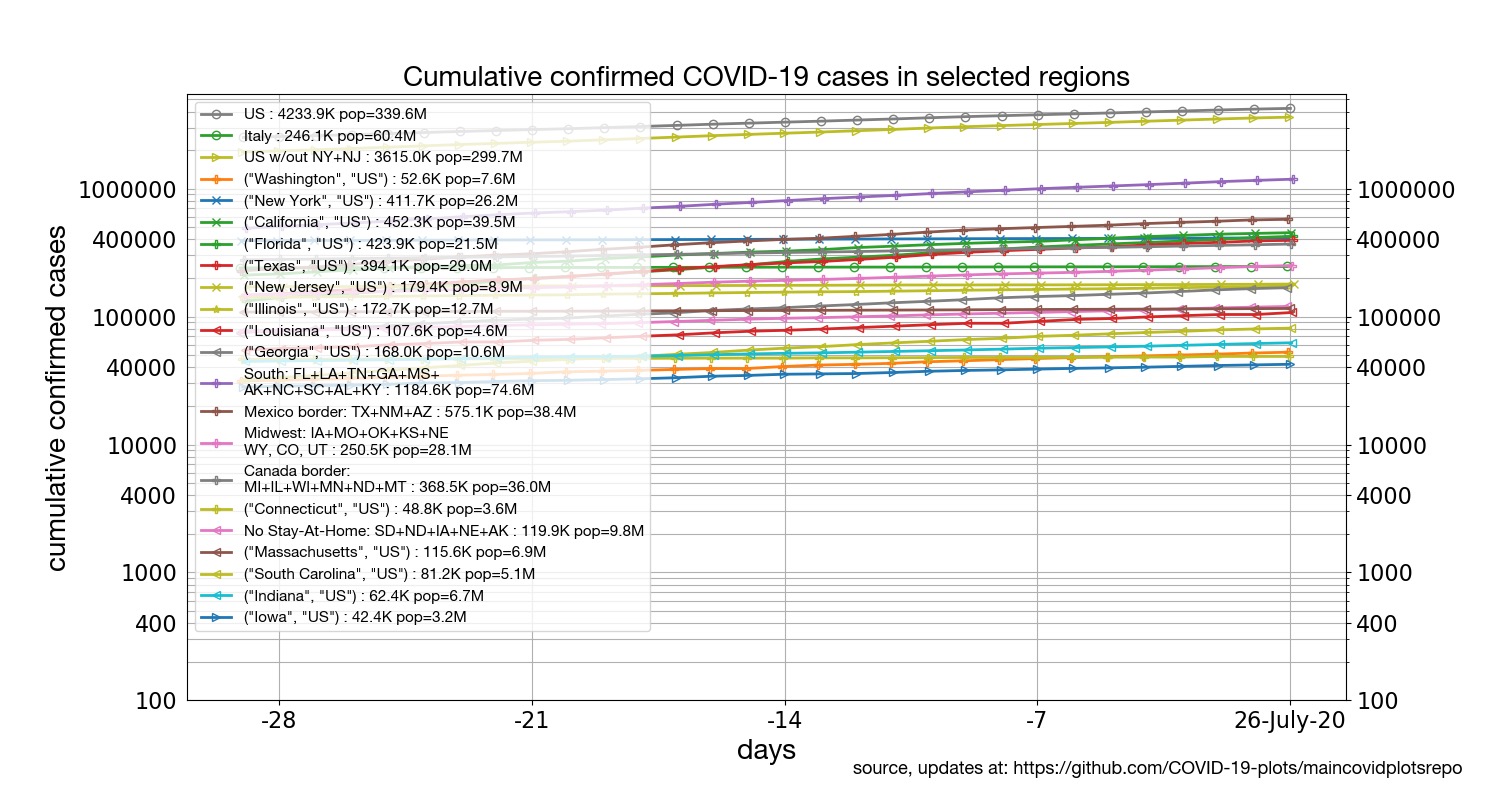 Cumulative confirmed COVID-19 cases in selected regions
US : 4233.9K pop=339.6M
Italy : 246.1K pop=60.4M
US w/out NY+NJ : 3615.0K pop=299.7M
("Washington", "US") : 52.6K pop=7.6M
("New York", "US") : 411.7K pop=26.2M
("California", "US") : 452.3K pop=39.5M
("Florida", "US") : 423.9K pop=21.5M
("Texas", "US") : 394.1K pop=29.0M
("New Jersey", "US") : 179.4K pop=8.9M
("Illinois", "US") : 172.7K pop=12.7M
("Louisiana", "US") : 107.6K pop=4.6M
("Georgia", "US") : 168.0K pop=10.6M
South: FL+LA+TN+GA+MS+
AK+NC+SC+AL+KY : 1184.6K pop=74.6M
Mexico border: TX+NM+AZ : 575.1K pop=38.4M
Midwest: IA+MO+OK+KS+NE
WY, CO, UT : 250.5K pop=28.1M
Canada border:
MI+IL+WI+MN+ND+MT : 368.5K pop=36.0M
("Connecticut", "US") : 48.8K pop=3.6M
No Stay-At-Home: SD+ND+IA+NE+AK : 119.9K pop=9.8M
("Massachusetts", "US") : 115.6K pop=6.9M
("South Carolina", "US") : 81.2K pop=5.1M
("Indiana", "US") : 62.4K pop=6.7M
("Iowa", "US") : 42.4K pop=3.2M
cumulative confirmed cases
1000000
400000
100000
40000
10000
4000
1000
400
100
1000000
400000
100000
40000
10000
4000
1000
400
100
-28 -21 -14 -7 26-July-20
days
source, updates at: https://github.com/COVID-19-plots/maincovidplotsrepo